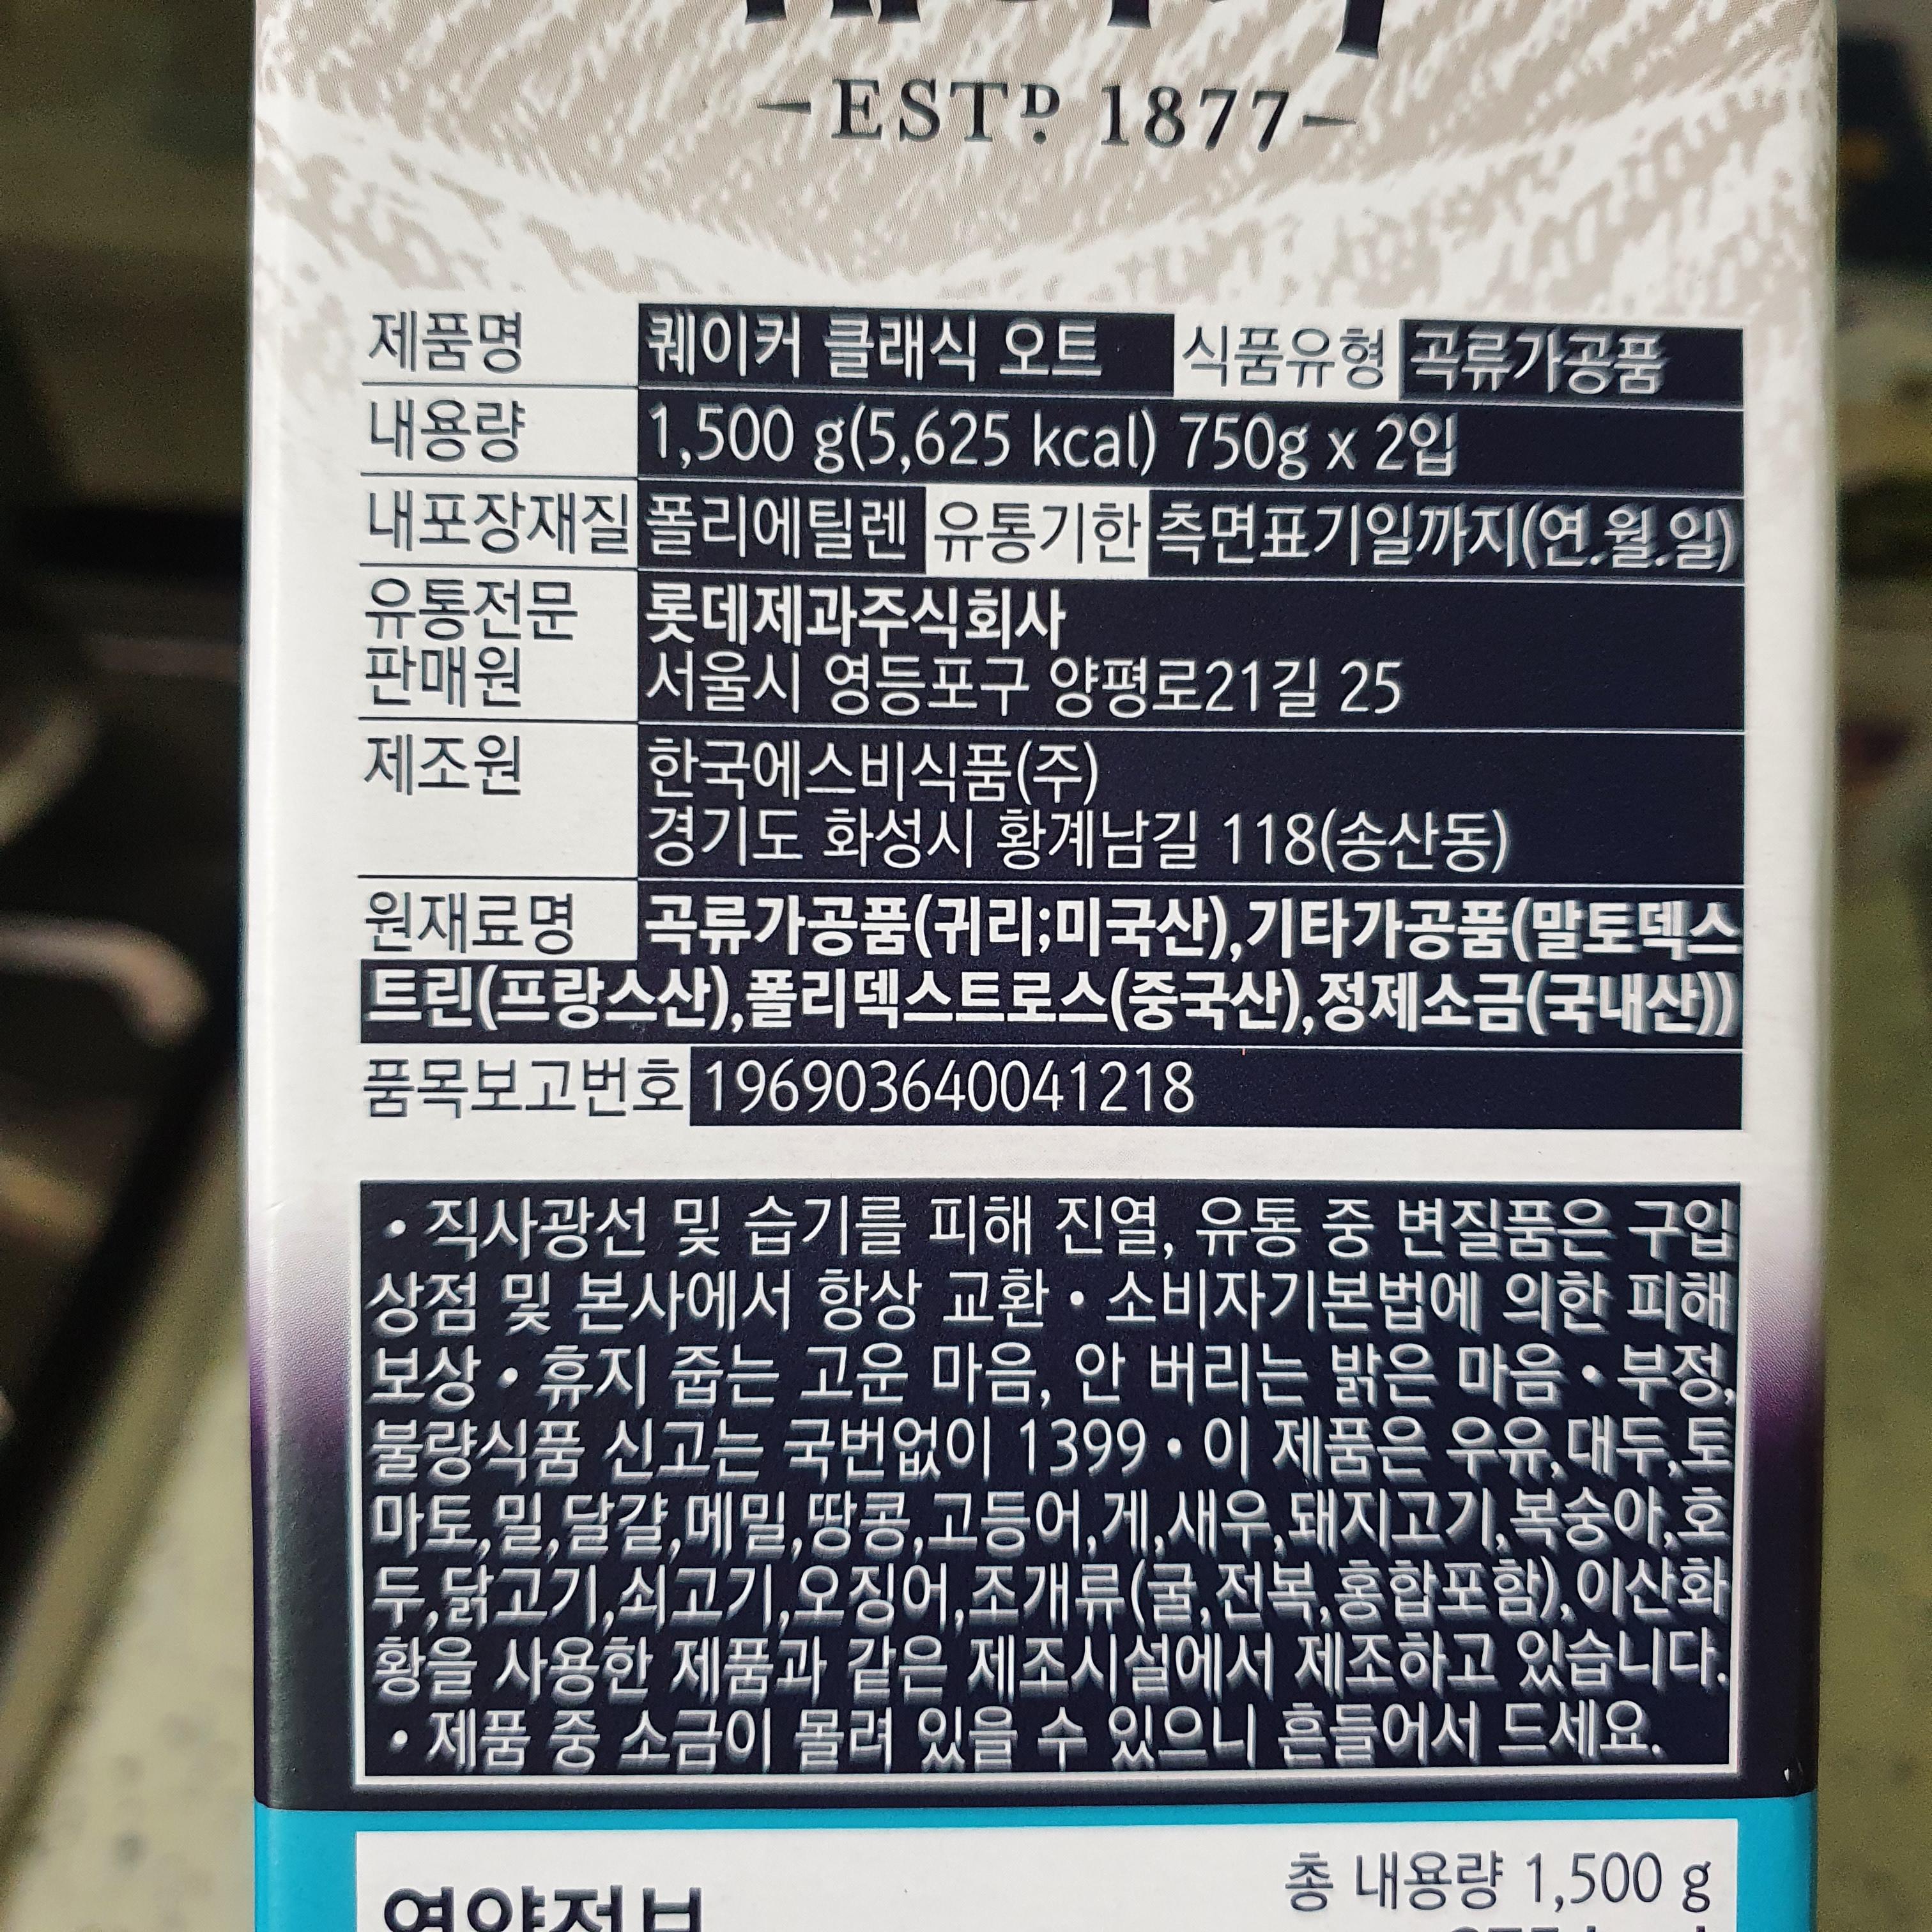 -ESTD. 1877-
제품명 퀘이커 클래식 오트 식품유형 곡류가공품
내용량 1,500 g(5,625 kcal) 750g x 2입
내포장재질 폴리에틸렌 유통기한 측면표기일까지(연.월.일)
유통전문 롯데제과주식회사
판매원 서울시 영등포구 양평로21길 25
제조원 한국에스비식품(주)
경기도 화성시 황계남길 118(송산동)
원재료명 곡류가공품(귀리;미국산),기타가공품(말토덱스
트린(프랑스산),폴리덱스트로스(중국산),정제소금(국내산))
품목보고번호 196903640041218
• 직사광선 및 습기를 피해 진열, 유통 중 변질품은 구입
상점 및 본사에서 항상 교환 • 소비자기본법에 의한 피해
보상 • 휴지 줍는 고운 마음, 안 버리는 밝은 마음 • 부정,
불량식품 신고는 국번없이 1399 • 이 제품은 우유,대두,토
마토,밀,달걀,메밀,땅콩,고등어,게,새우,돼지고기,복숭아,호
두,닭고기,쇠고기,오징어,조개류(굴,전복,홍합포함),이산화
황을 사용한 제품과 같은 제조시설에서 제조하고 있습니다.
• 제품 중 소금이 몰려 있을 수 있으니 흔들어서 드세요.
총 내용량 1,500 g
영양정보